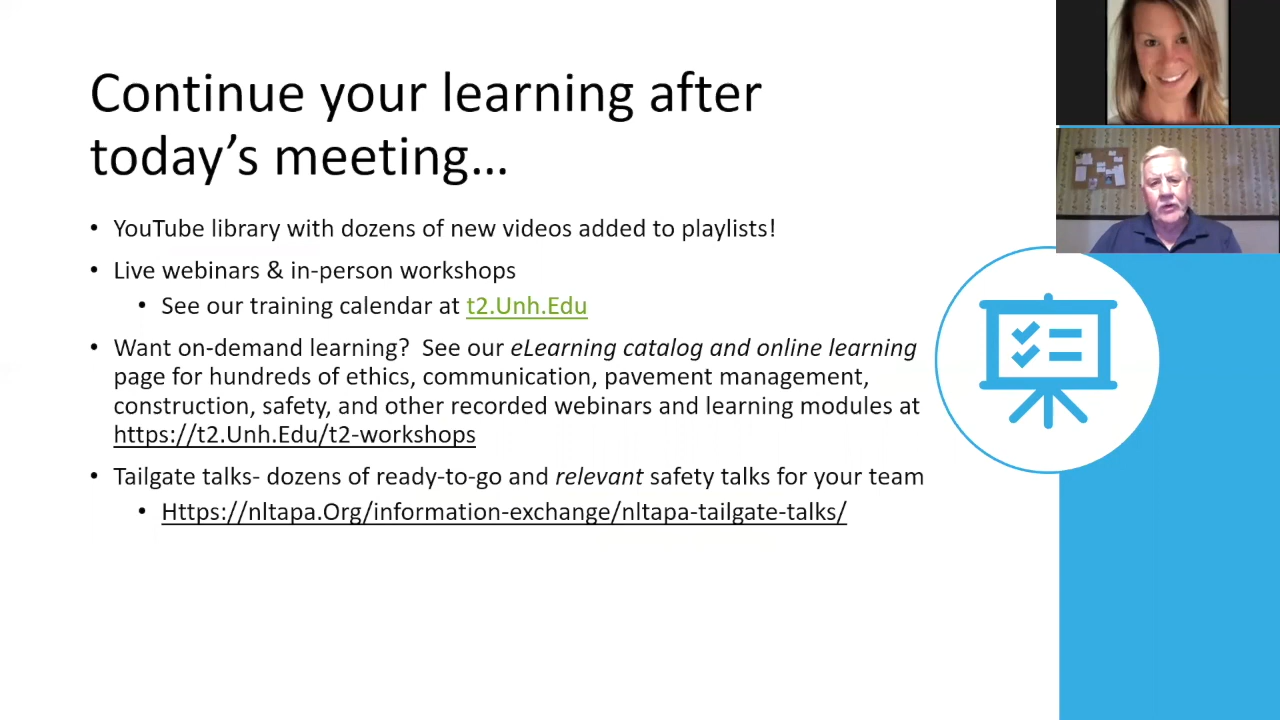 Continue your learning after
today’s meeting…
• YouTube library with dozens of new videos added to playlists!
• Live webinars & in-person workshops
• See our training calendar at t2.Unh.Edu
• Want on-demand learning?  See our eLearning catalog and online learning
page for hundreds of ethics, communication, pavement management,
construction, safety, and other recorded webinars and learning modules at
https://t2.Unh.Edu/t2-workshops
• Tailgate talks- dozens of ready-to-go and relevant safety talks for your team
• Https://nltapa.Org/information-exchange/nltapa-tailgate-talks/